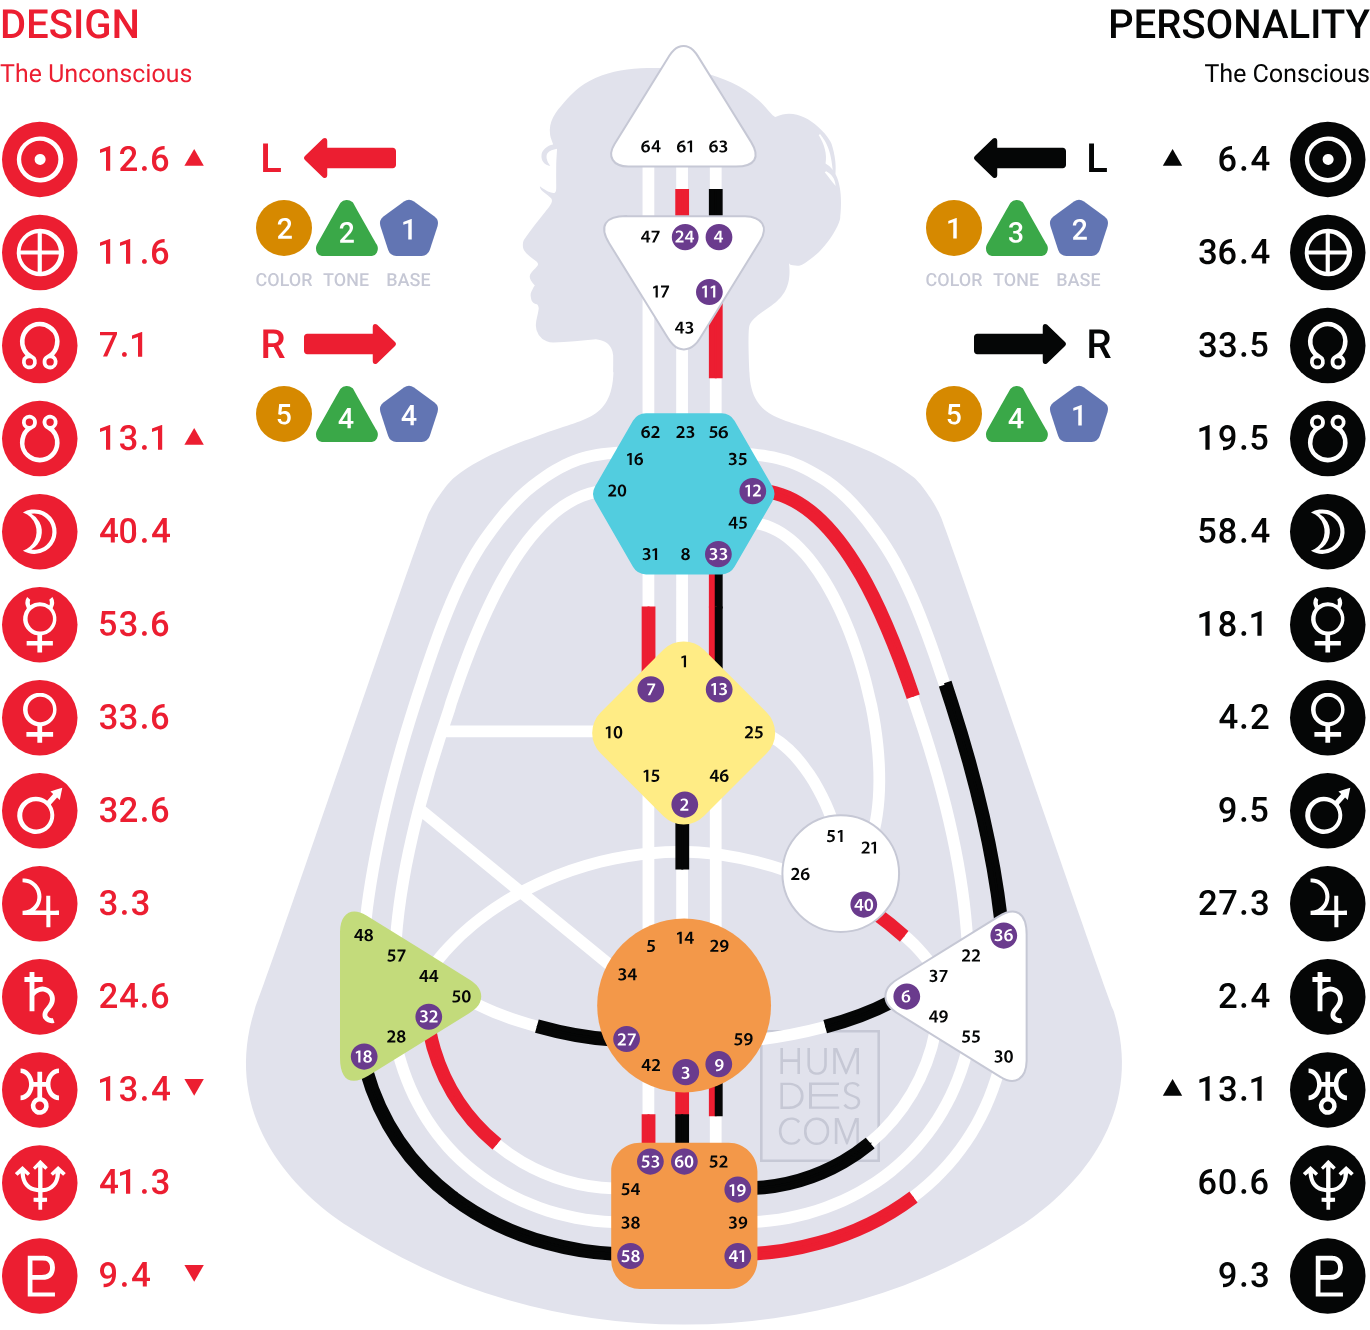 DESIGN
The Unconscious
12.6
11.6
7.1
13.1
40.4
53.6
33.6
32.6
3.3
24.6
13.4
41.3
9.4
L
2 2 1
COLOR TONE BASE
R
5 4 4
64 61 63
47 24 4
17 11
43
62 23 56
16 35
20 12
45
31 8 33
1
7 13
10 25
15 46
2
51
21
26
40
48
57
44
50
32
28
18
5 14 29
34
27 59
42 3 9
36
22
37
6
49
55
30
53 60 52
54 19
38 39
58 41
HUM
DES
COM
PERSONALITY
The Conscious
L
1 3 2
COLOR TONE BASE
R
5 4 1
6.4
36.4
33.5
19.5
58.4
18.1
4.2
9.5
27.3
2.4
13.1
60.6
9.3